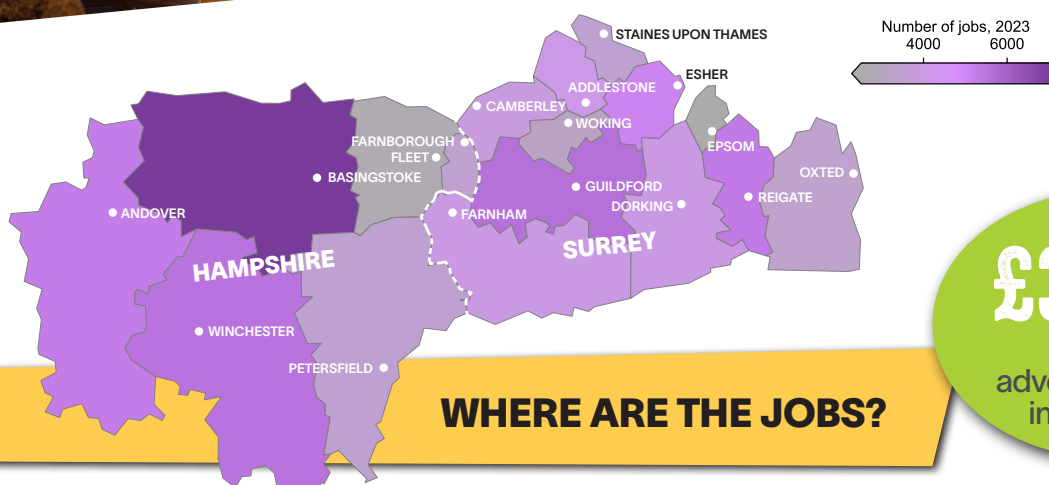 Number of jobs, 2023
4000 6000
STAINES UPON THAMES
ESHER
ADDLESTONE
CAMBERLEY
WOKING
FARNBOROUGH
FLEET
EPSOM
BASINGSTOKE
OXTED
GUILDFORD
REIGATE
DORKING
ANDOVER
FARNHAM
SURREY
HAMPSHIRE
WINCHESTER
PETERSFIELD
WHERE ARE THE JOBS?